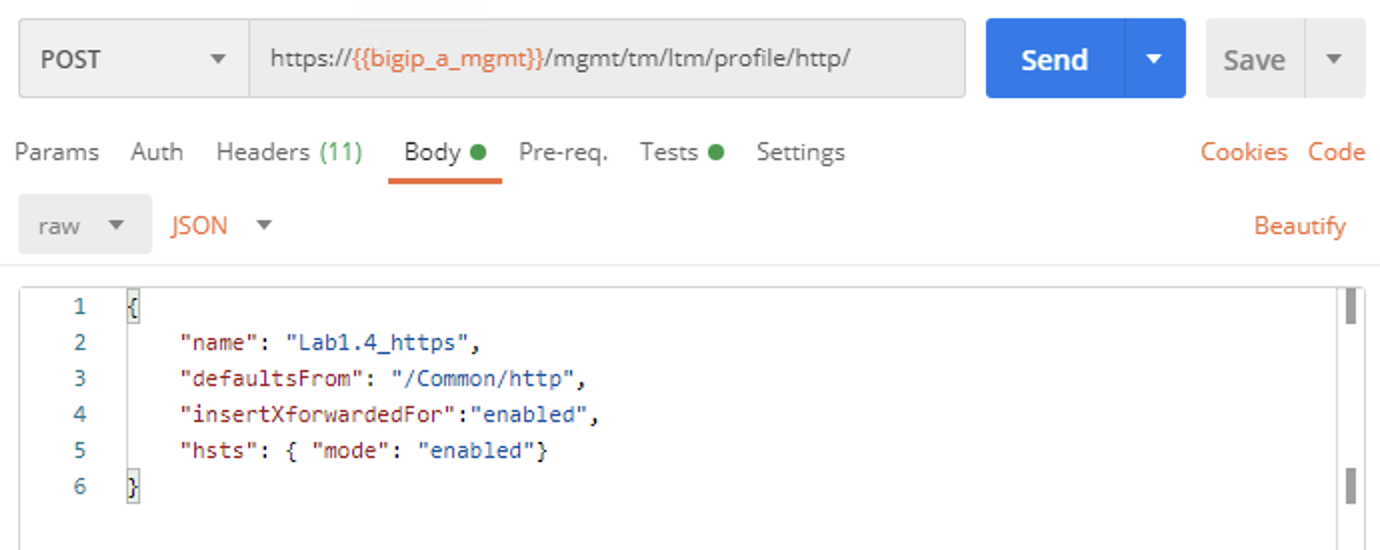 POST https://{{bigip_a_mgmt}}/mgmt/tm/ltm/profile/http/ Send Save
Params Auth Headers (11) Body Pre-req. Tests Settings Cookies Code
raw JSON Beautify
1 {
2 "name": "Lab1.4_https",
3 "defaultsFrom": "/Common/http",
4 "insertXforwardedFor":"enabled",
5 "hsts": { "mode": "enabled"}
6 }